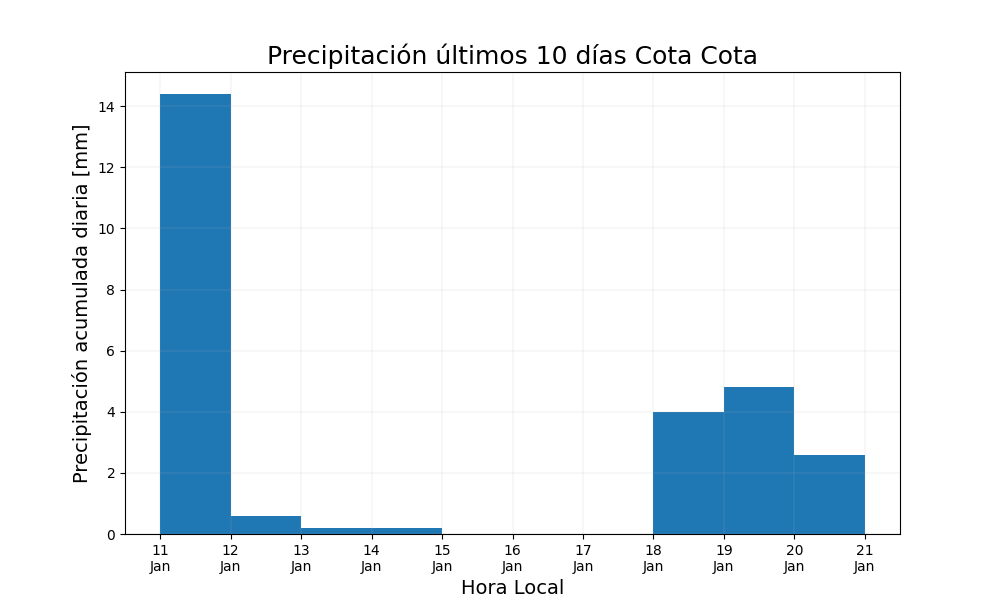 Precipitación últimos 10 días Cota Cota
Precipitación acumulada diaria [mm]
14
12
10
8
6
4
2
0
11 12 13 14 15 16 17 18 19 20 21
Jan Jan Jan Jan Jan Jan Jan Jan Jan Jan Jan
Hora Local